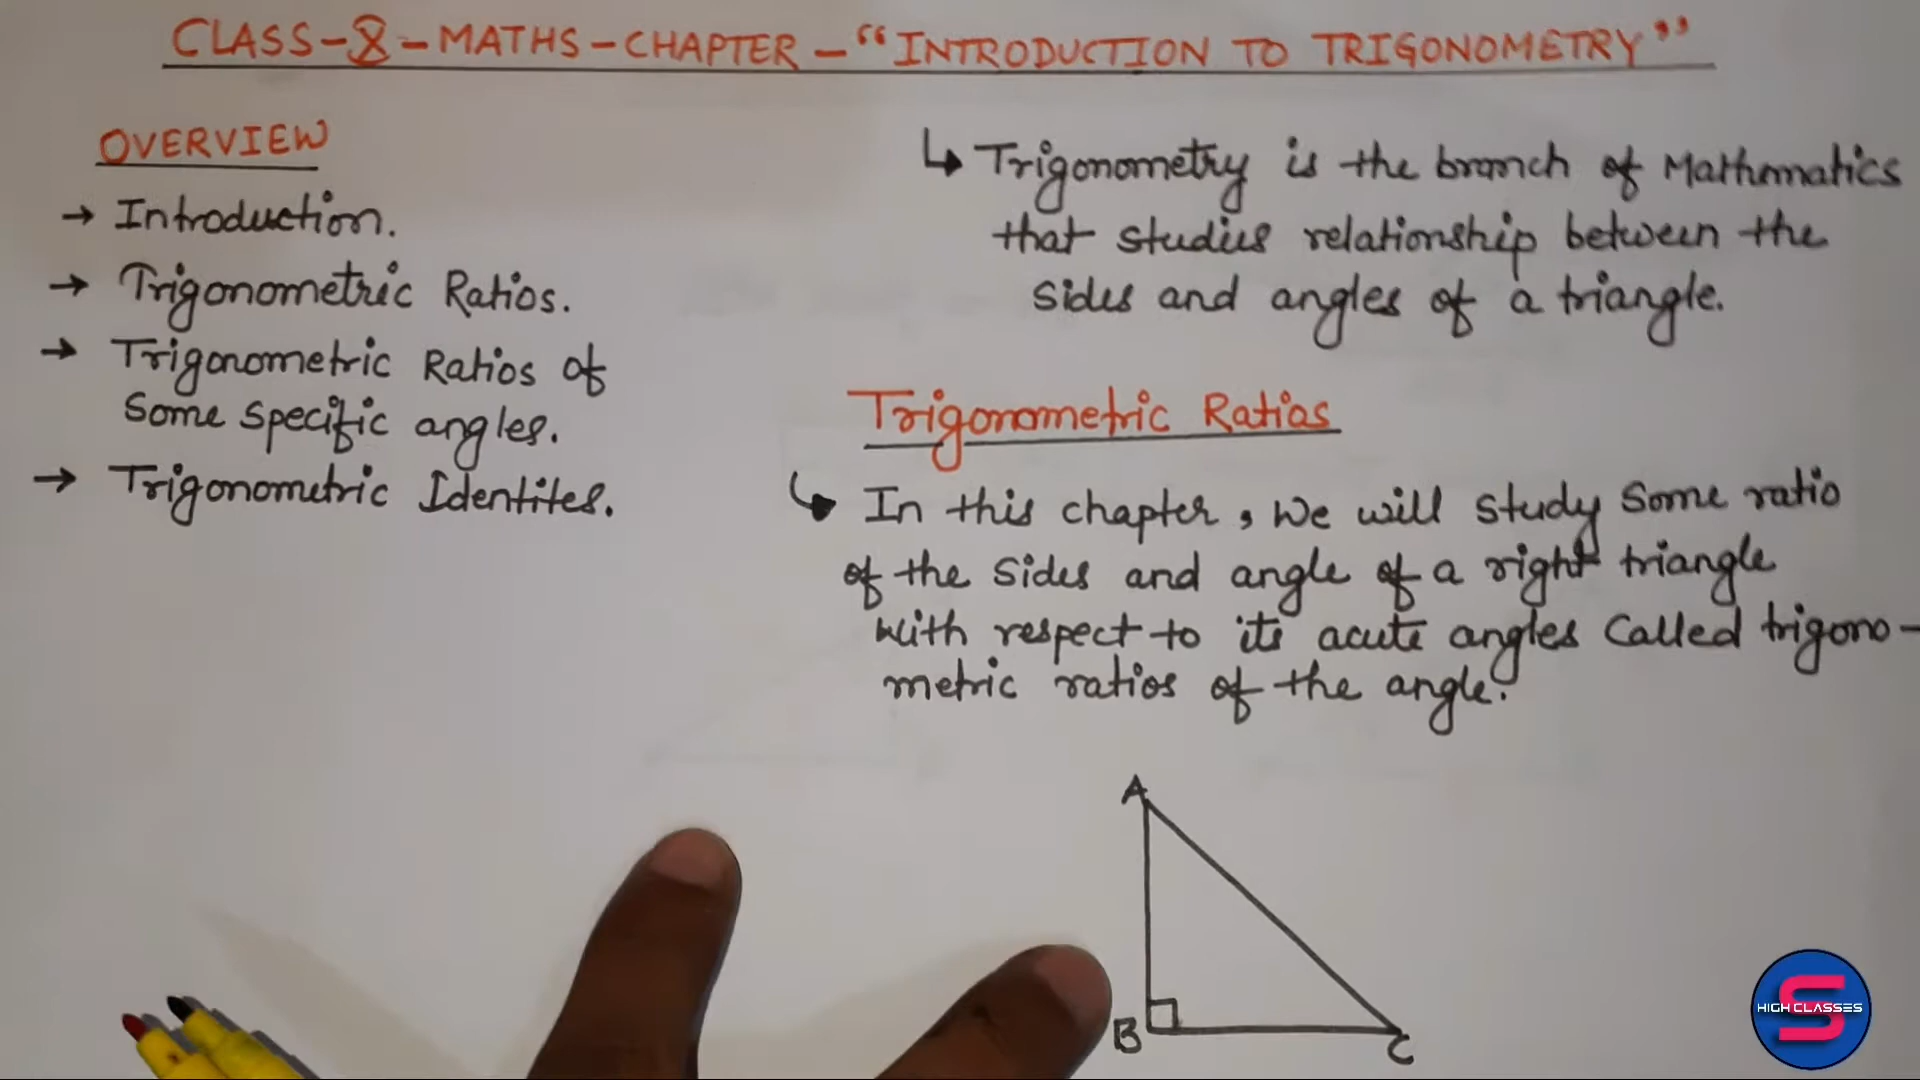 CLASS-X-MATHS-CHAPTER-"INTRODUCTION TO TRIGONOMETRY"
OVERVIEW
→ Introduction.
→ Trigonometric Ratios.
→ Trigonometric Ratios of
Some Specific angles.
→ Trigonometric Identites.
↳ Trigonometry is the branch of Mathematics
that studies relationship between the
sides and angles of a triangle.
Trigonometric Ratios
↳ In this chapter, We will study Some ratio
of the Sides and angle of a right triangle
With respect to its acute angles Called trigono-
metric ratios of the angle.
A
B
C
S
HIGH CLASSES